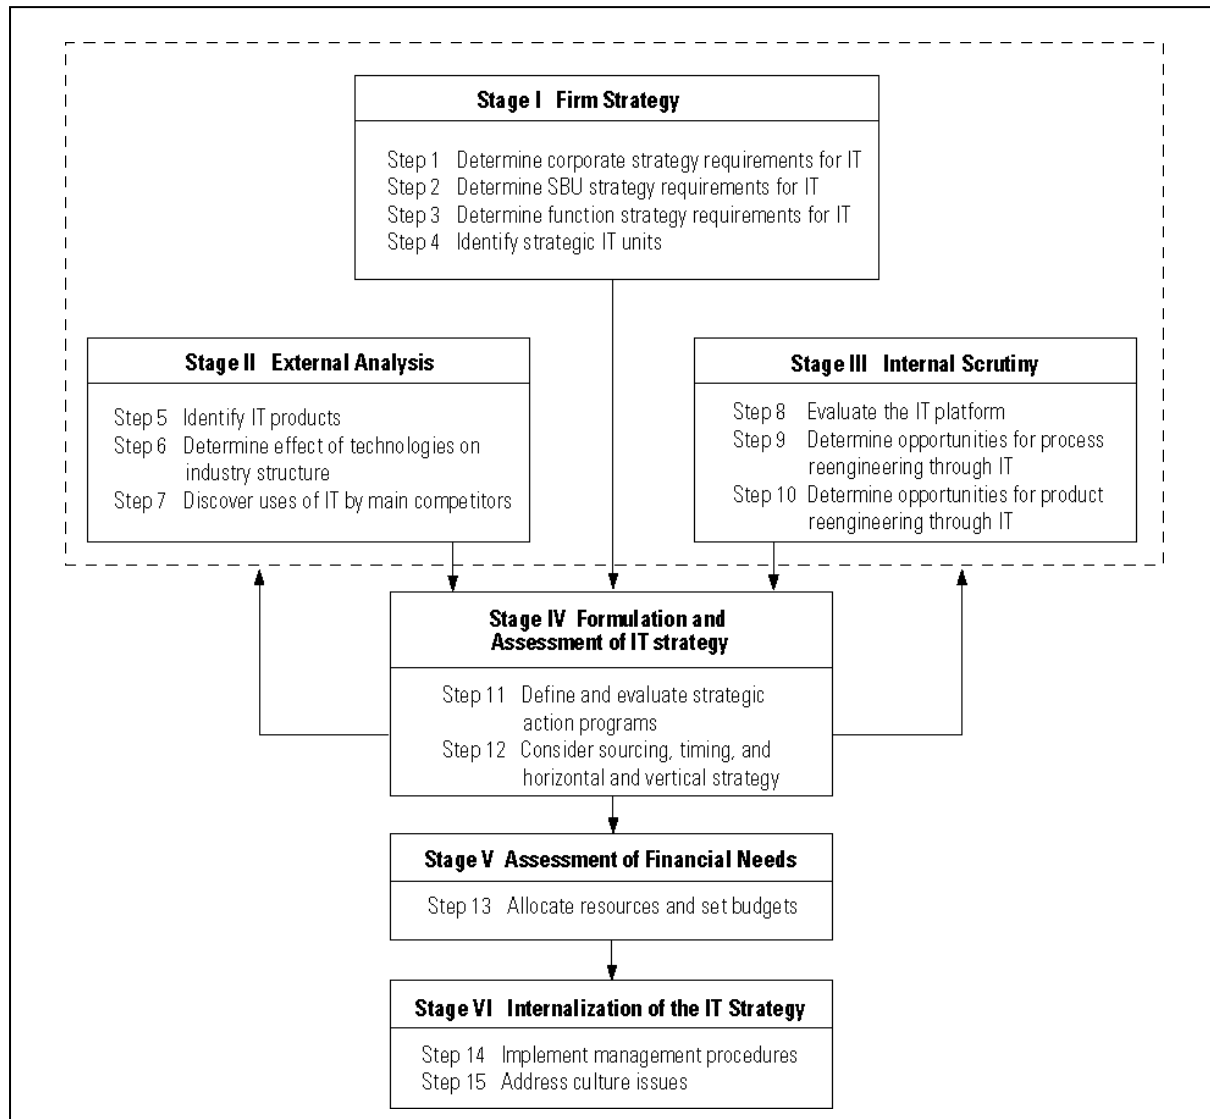 Stage I Firm Strategy
Step 1 Determine corporate strategy requirements for IT
Step 2 Determine SBU strategy requirements for IT
Step 3 Determine function strategy requirements for IT
Step 4 Identify strategic IT units
Stage II External Analysis
Step 5 Identify IT products
Step 6 Determine effect of technologies on
industry structure
Step 7 Discover uses of IT by main competitors
Stage III Internal Scrutiny
Step 8 Evaluate the IT platform
Step 9 Determine opportunities for process
reengineering through IT
Step 10 Determine opportunities for product
reengineering through IT
Stage IV Formulation and
Assessment of IT strategy
Step 11 Define and evaluate strategic
action programs
Step 12 Consider sourcing, timing, and
horizontal and vertical strategy
Stage V Assessment of Financial Needs
Step 13 Allocate resources and set budgets
Stage VI Internalization of the IT Strategy
Step 14 Implement management procedures
Step 15 Address culture issues